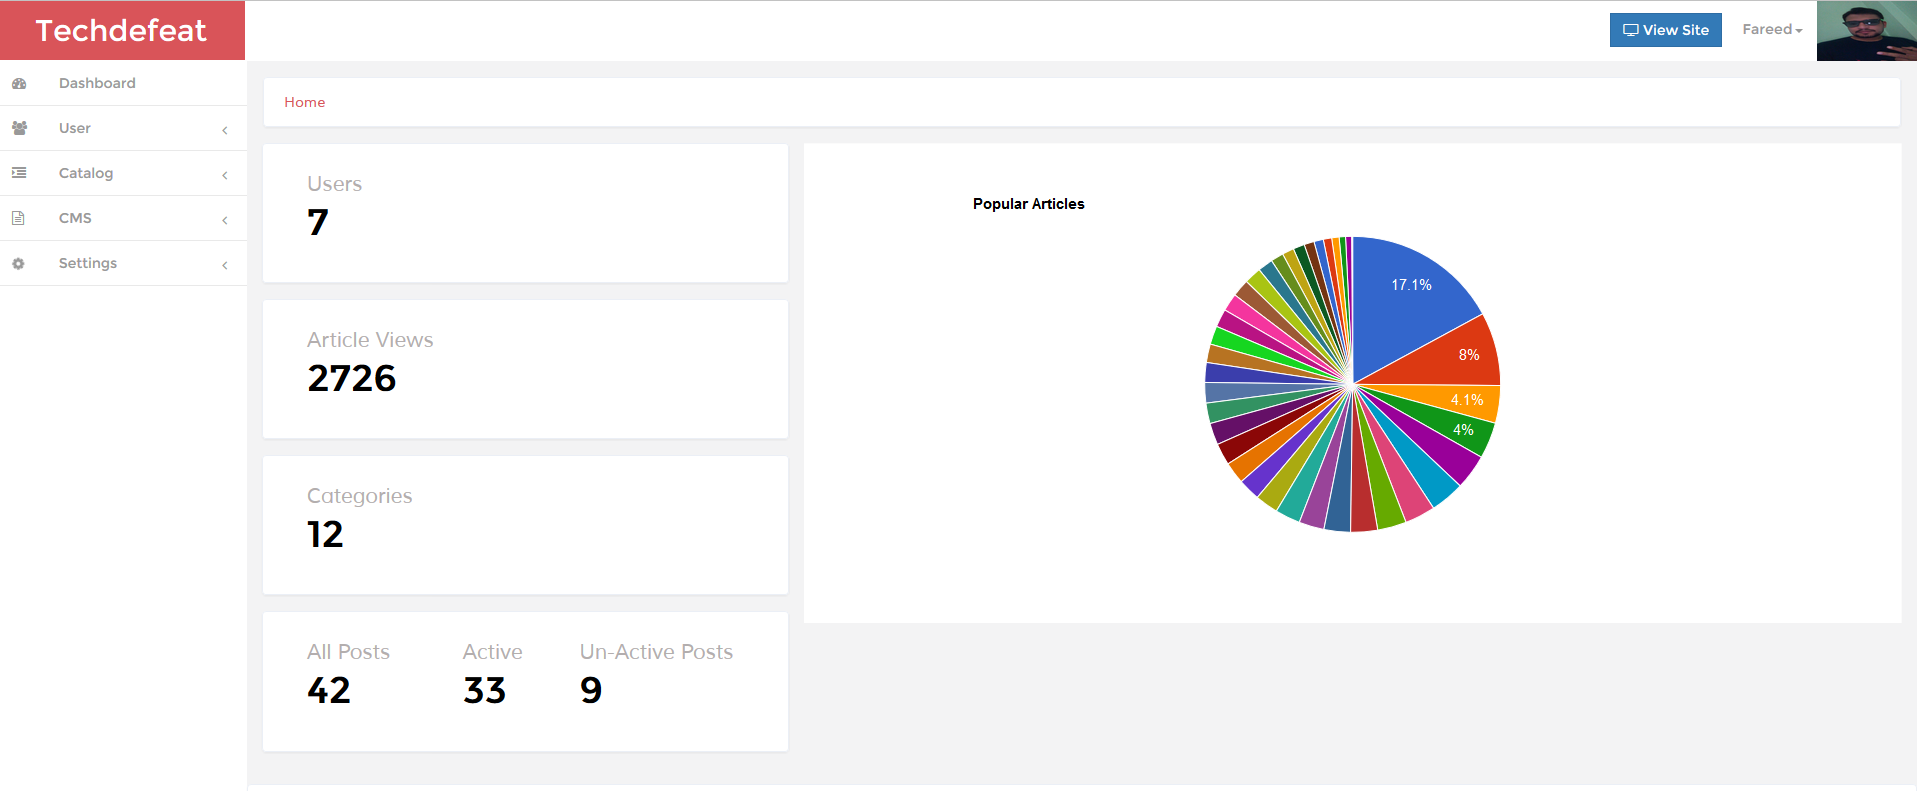 Techdefeat
View Site
Fareed
Dashboard
User
Catalog
CMS
Settings
Home
Users
7
Article Views
2726
Categories
12
All Posts
42
Active
33
Un-Active Posts
9
Popular Articles
17.1%
8%
4.1%
4%